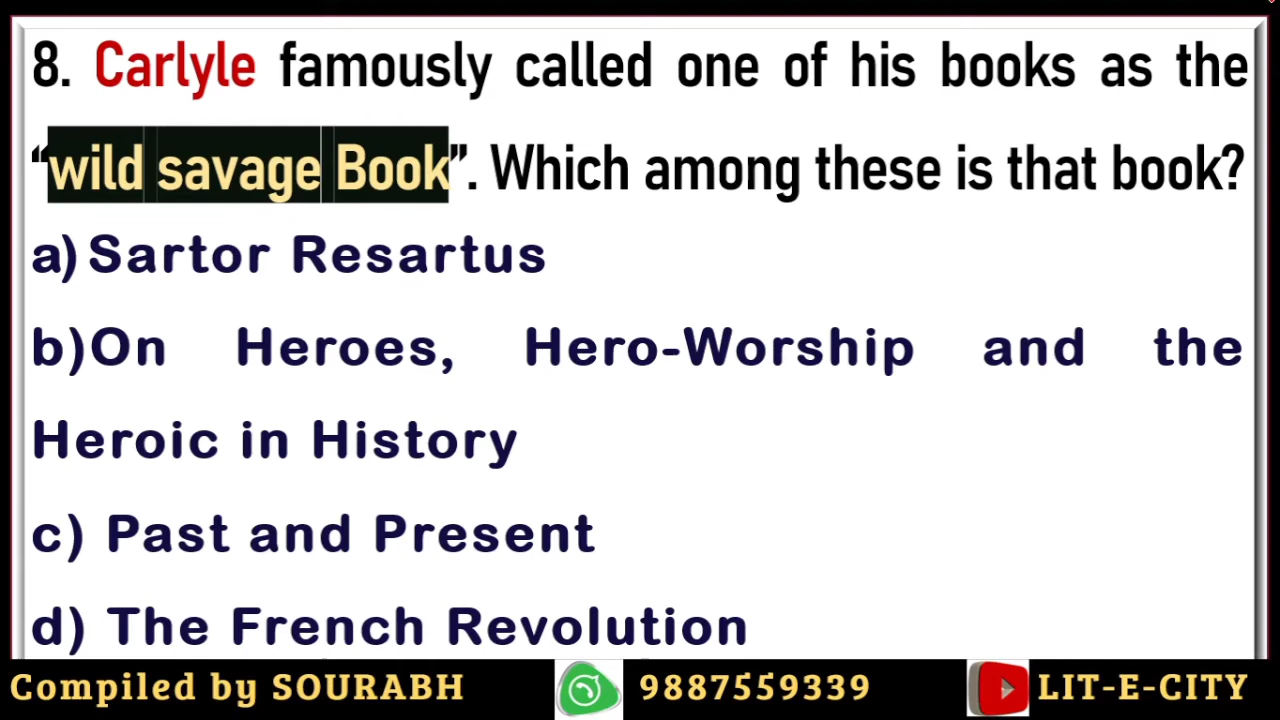 8. Carlyle famously called one of his books as the
“wild savage Book”. Which among these is that book?
a) Sartor Resartus
b)On Heroes, Hero-Worship and the
Heroic in History
c) Past and Present
d) The French Revolution
Compiled by SOURABH 9887559339 LIT-E-CITY